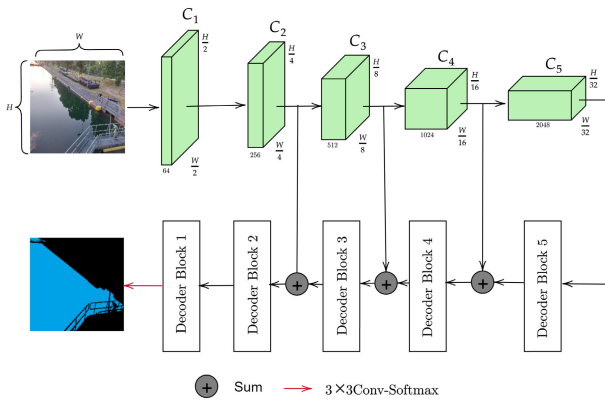 W
H
C1
H/2
64
W/2
C2
H/4
256
W/4
C3
H/8
512
W/8
C4
H/16
1024
W/16
C5
H/32
2048
W/32
Decoder Block 1
Decoder Block 2
+
Decoder Block 3
+
Decoder Block 4
+
Decoder Block 5
+ Sum
3×3Conv-Softmax